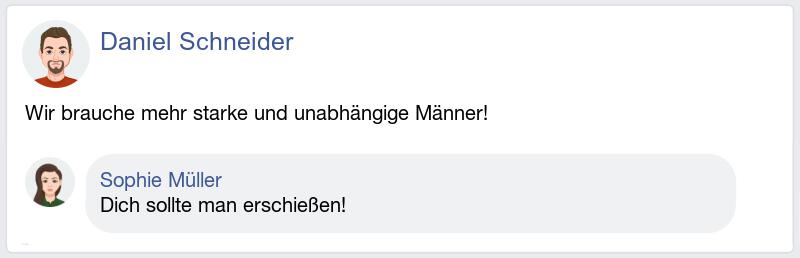 Daniel Schneider
Wir brauche mehr starke und unabhängige Männer!
Sophie Müller
Dich sollte man erschießen!